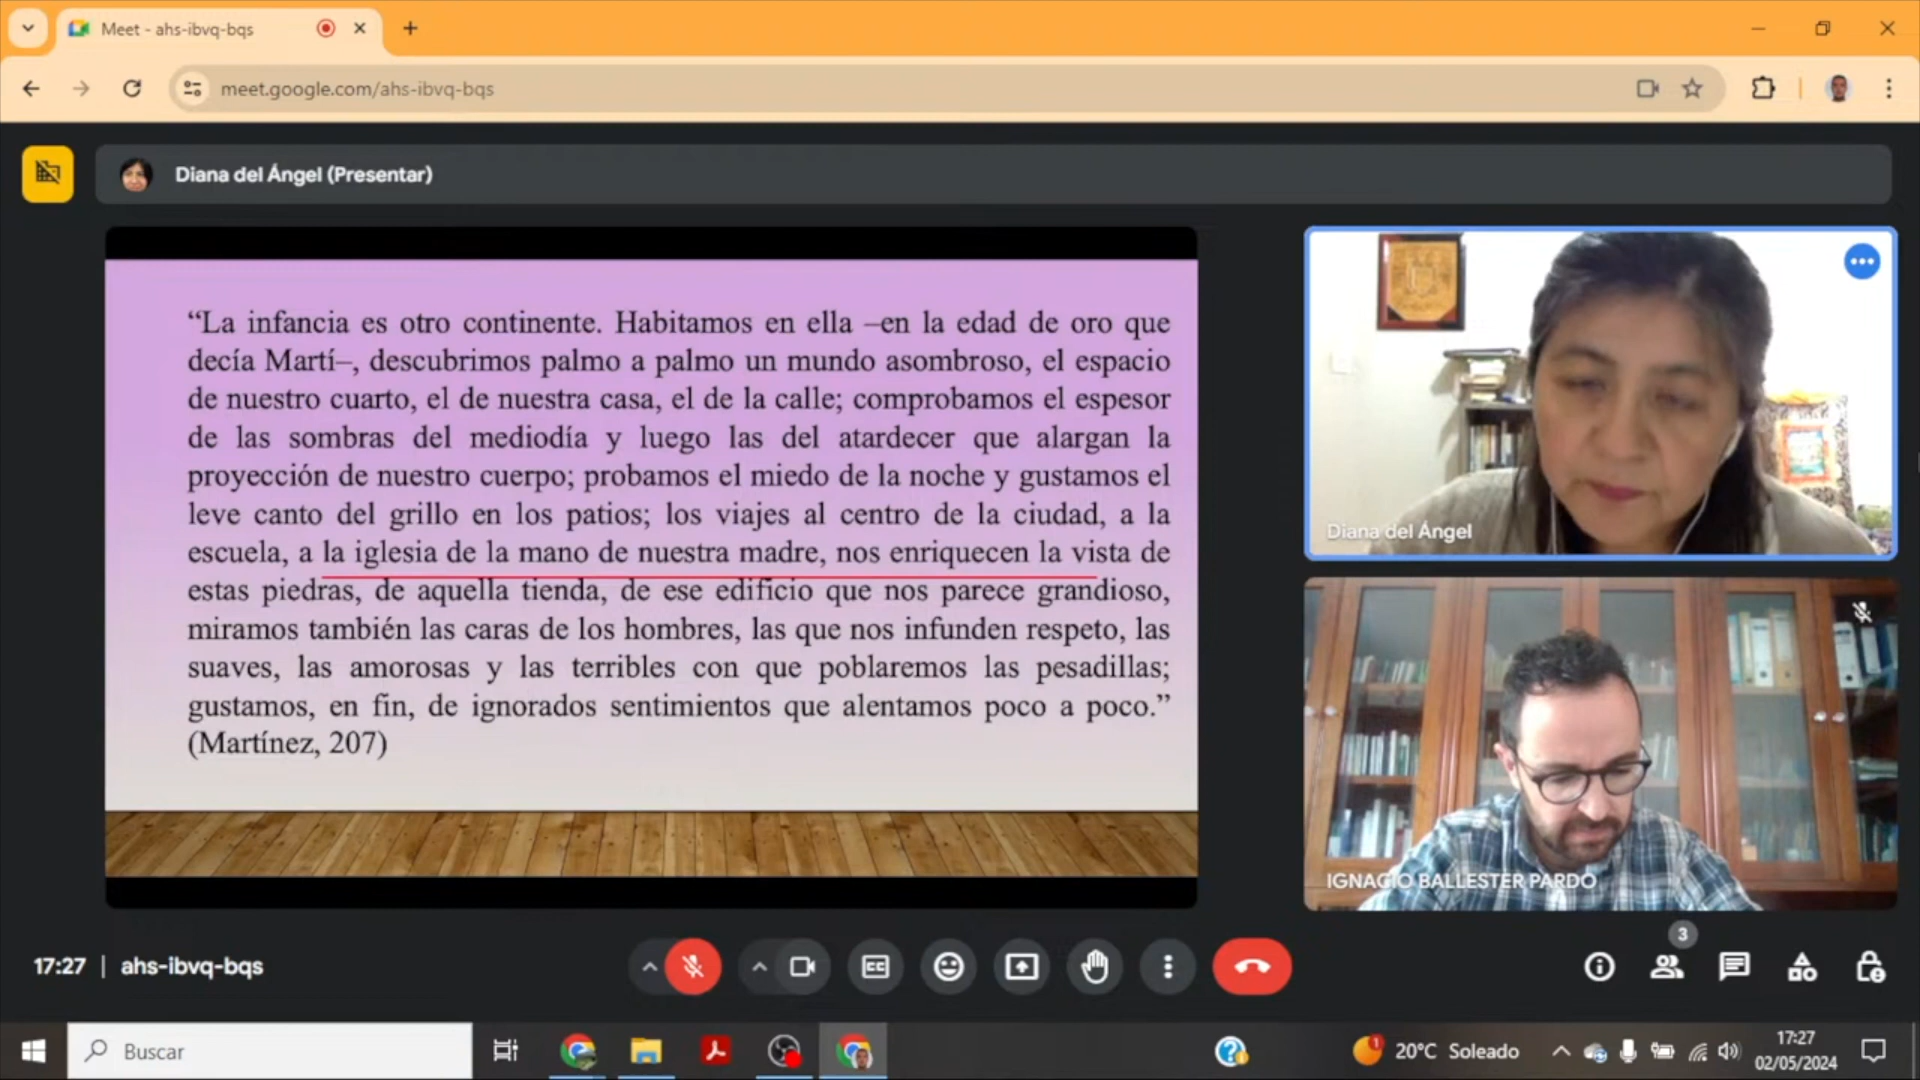 Meet - ahs-ibvq-bqs
meet.google.com/ahs-ibvq-bqs
Diana del Ángel (Presentar)
“La infancia es otro continente. Habitamos en ella –en la edad de oro que
decía Martí–, descubrimos palmo a palmo un mundo asombroso, el espacio
de nuestro cuarto, el de nuestra casa, el de la calle; comprobamos el espesor
de las sombras del mediodía y luego las del atardecer que alargan la
proyección de nuestro cuerpo; probamos el miedo de la noche y gustamos el
leve canto del grillo en los patios; los viajes al centro de la ciudad, a la
escuela, a la iglesia de la mano de nuestra madre, nos enriquecen la vista de
estas piedras, de aquella tienda, de ese edificio que nos parece grandioso,
miramos también las caras de los hombres, las que nos infunden respeto, las
suaves, las amorosas y las terribles con que poblaremos las pesadillas;
gustamos, en fin, de ignorados sentimientos que alentamos poco a poco.”
(Martínez, 207)
Diana del Ángel
IGNACIO BALLESTER PARDO
17:27 | ahs-ibvq-bqs
3
Buscar
1
20°C Soleado
17:27
02/05/2024